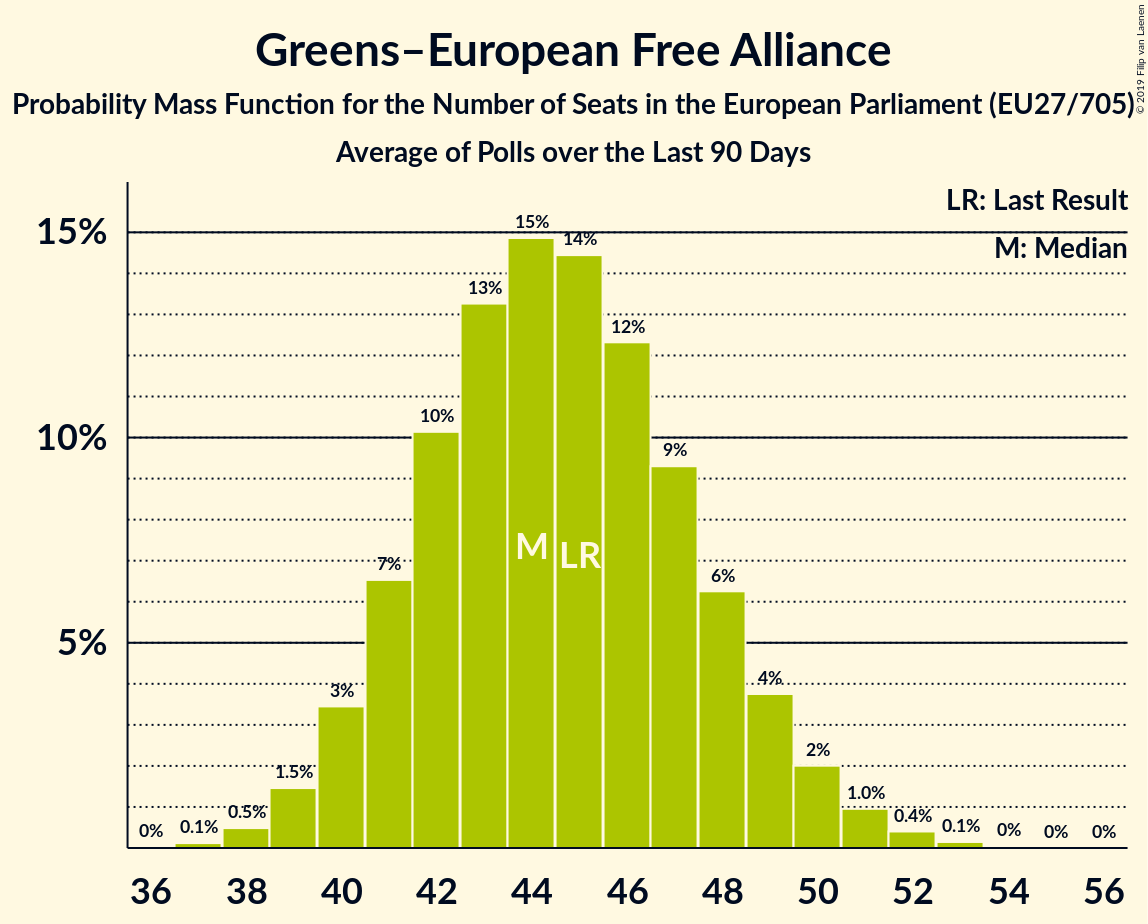 Greens–European Free Alliance
Probability Mass Function for the Number of Seats in the European Parliament (EU27/705)
Average of Polls over the Last 90 Days
© 2019 Filip van Laenen
LR: Last Result
M: Median
15%
10%
5%
0%
0.1%
0.5%
1.5%
3%
7%
10%
13%
15%
14%
12%
9%
6%
4%
2%
1.0%
0.4%
0.1%
0%
0%
0%
M
LR
36 38 40 42 44 46 48 50 52 54 56